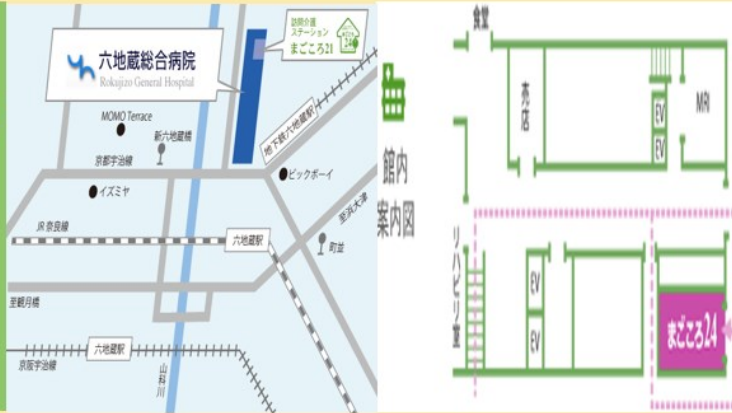 六地蔵総合病院
Rokujizo General Hospital
訪問介護
ステーション
まごころ21
24
MOMO Terrace
新六地蔵橋
地下鉄六地蔵駅
京都宇治線
ビックボーイ
イズミヤ
至浜大津
JR奈良線
六地蔵駅
町並
至観月橋
六地蔵駅
京阪宇治線
山科川
館内
案内図
食堂
売店
EV
EV
MRI
リハビリ室
EV
EV
まごころ24